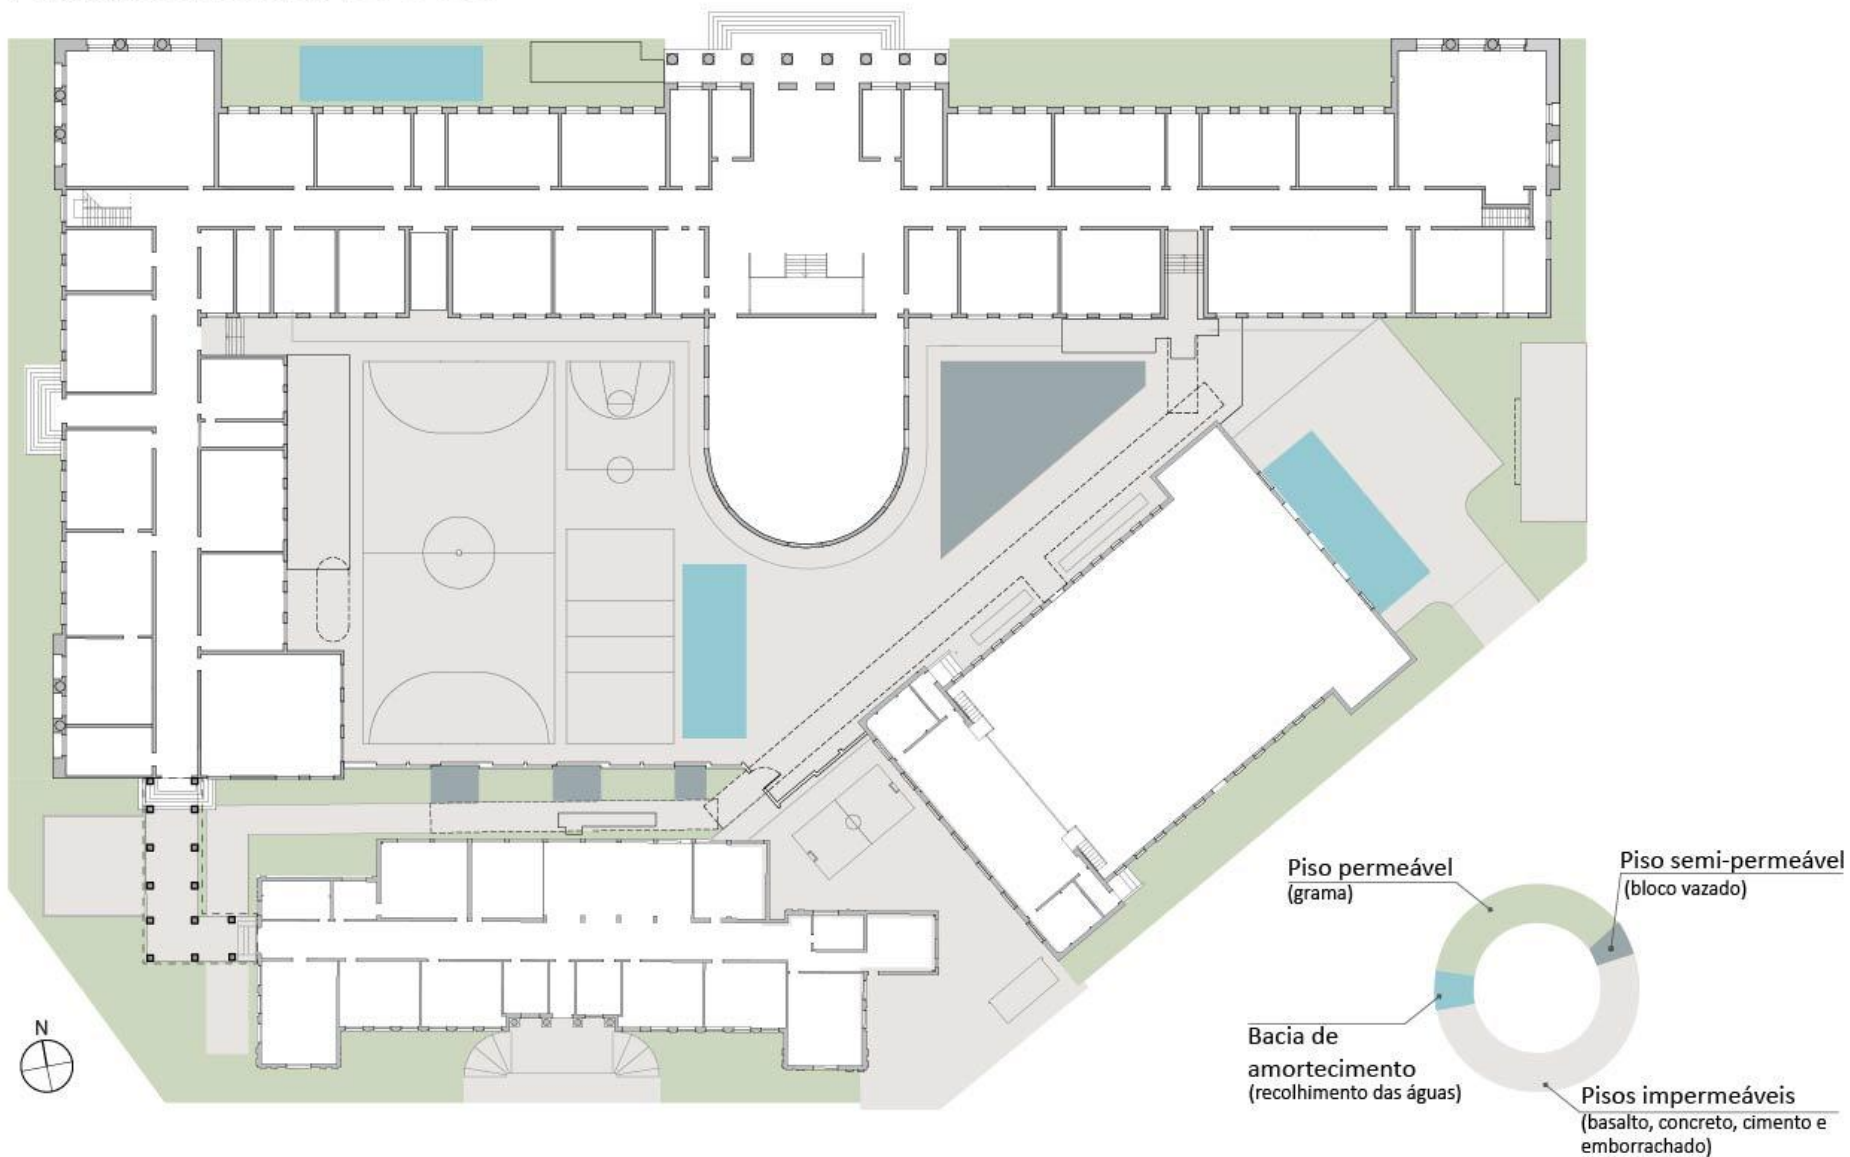 Piso permeável
(grama)
Piso semi-permeável
(bloco vazado)
N
Bacia de
amortecimento
(recolhimento das águas)
Pisos impermeáveis
(basalto, concreto, cimento e
emborrachado)